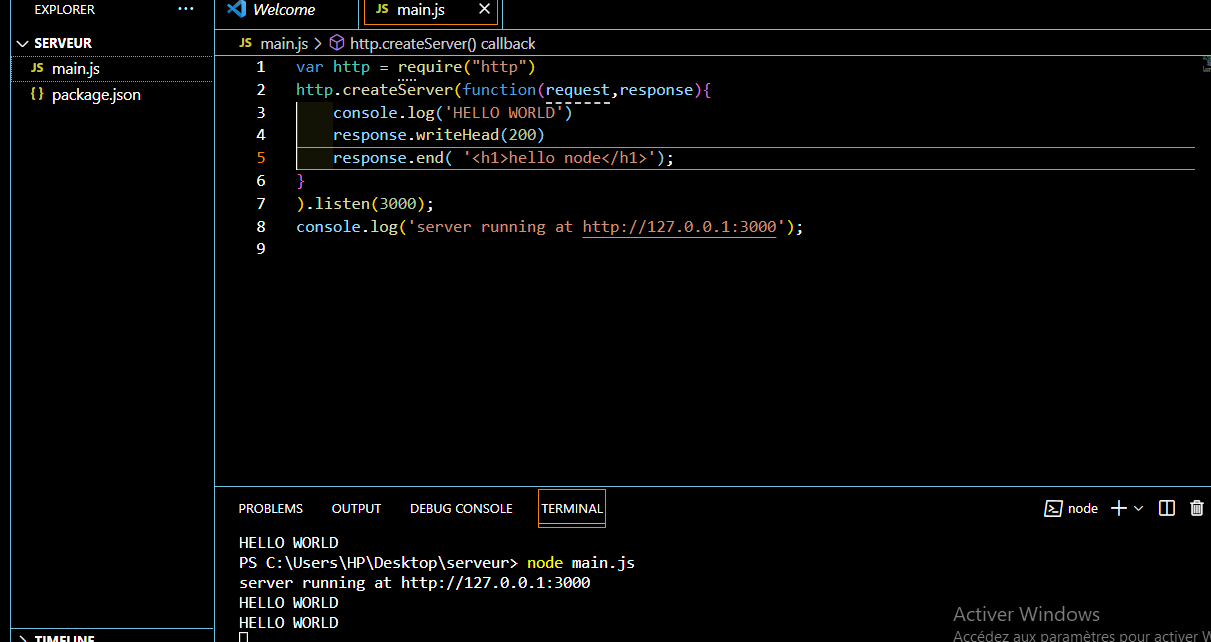 EXPLORER ...
Welcome
JS main.js
SERVEUR
JS main.js
{} package.json
JS main.js > http.createServer() callback
1 var http = require("http")
2 http.createServer(function(request,response){
3 console.log('HELLO WORLD')
4 response.writeHead(200)
5 response.end( '<h1>hello node</h1>');
6 }
7 ).listen(3000);
8 console.log('server running at http://127.0.0.1:3000');
9
PROBLEMS OUTPUT DEBUG CONSOLE TERMINAL
node
HELLO WORLD
PS C:\Users\HP\Desktop\serveur> node main.js
server running at http://127.0.0.1:3000
HELLO WORLD
HELLO WORLD
TIMELINE
Activer Windows
Accédez aux paramètres pour activer W